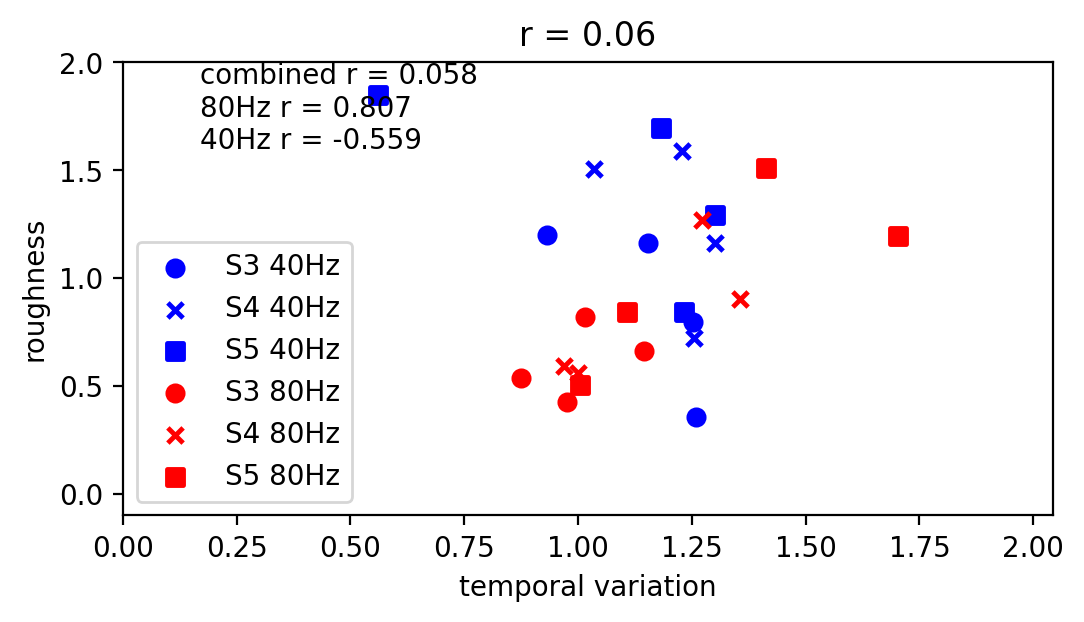 r = 0.06
combined r = 0.058
80Hz r = 0.807
40Hz r = -0.559
2.0
1.5
1.0
0.5
0.0
roughness
S3 40Hz
S4 40Hz
S5 40Hz
S3 80Hz
S4 80Hz
S5 80Hz
0.00 0.25 0.50 0.75 1.00 1.25 1.50 1.75 2.00
temporal variation